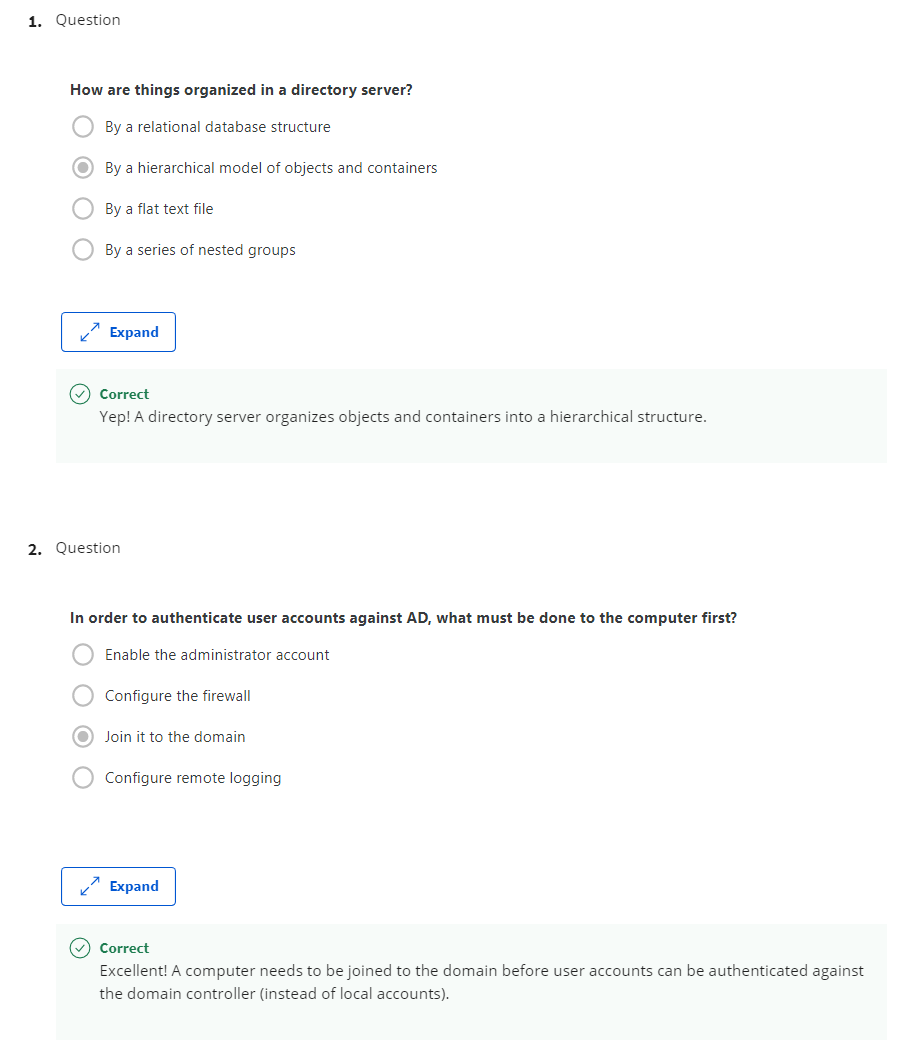 1. Question
How are things organized in a directory server?
By a relational database structure
By a hierarchical model of objects and containers
By a flat text file
By a series of nested groups
Expand
Correct
Yep! A directory server organizes objects and containers into a hierarchical structure.
2. Question
In order to authenticate user accounts against AD, what must be done to the computer first?
Enable the administrator account
Configure the firewall
Join it to the domain
Configure remote logging
Expand
Correct
Excellent! A computer needs to be joined to the domain before user accounts can be authenticated against
the domain controller (instead of local accounts).